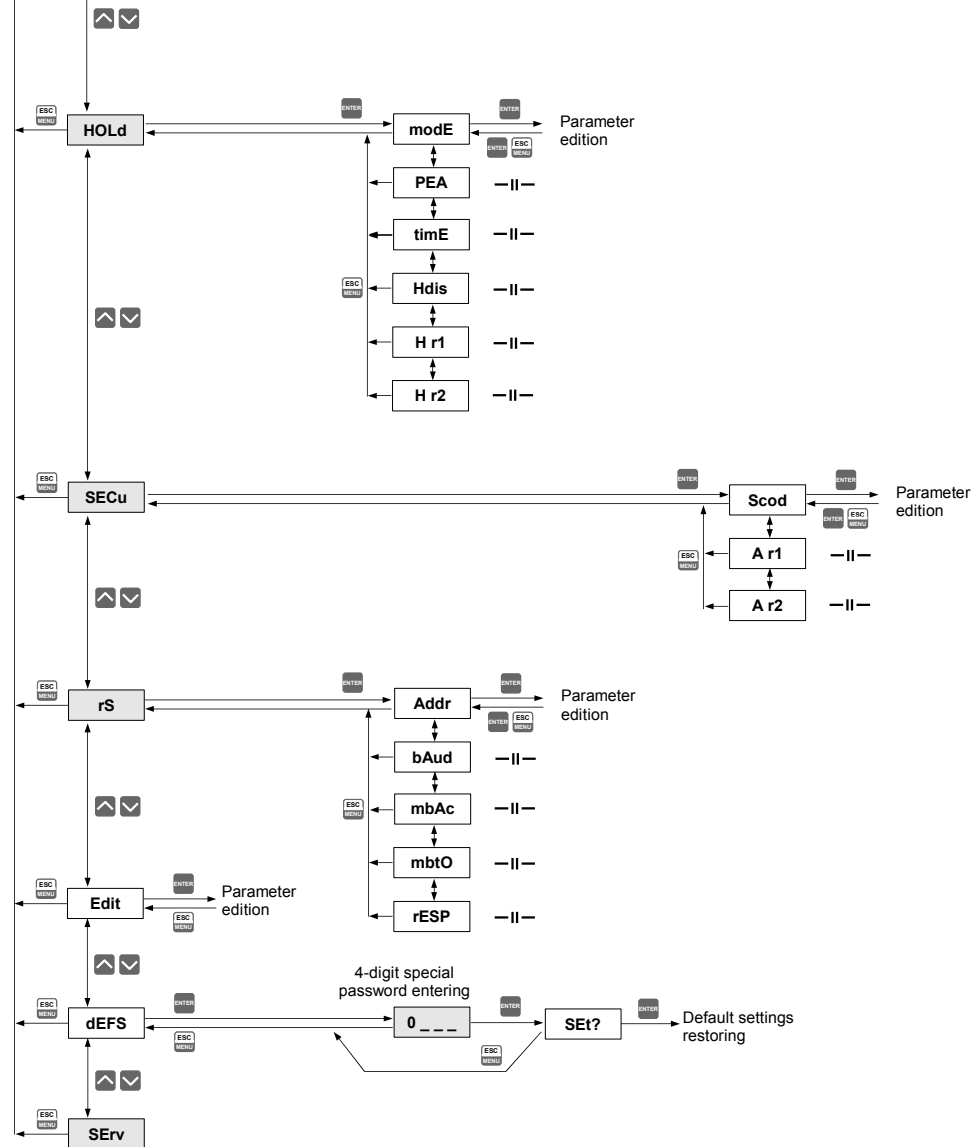 ESC
MENU
HOLd
ENTER
modE
ENTER
Parameter
edition
ENTER
ESC
MENU
PEA
—II—
timE
—II—
ESC
MENU
Hdis
—II—
H r1
—II—
H r2
—II—
ESC
MENU
SECu
ENTER
Scod
ENTER
Parameter
edition
ENTER
ESC
MENU
ESC
MENU
A r1
—II—
A r2
—II—
ESC
MENU
rS
ENTER
Addr
ENTER
Parameter
edition
ENTER
ESC
MENU
bAud
—II—
ESC
MENU
mbAc
—II—
mbtO
—II—
rESP
—II—
ESC
MENU
Edit
ENTER
ESC
MENU
Parameter
edition
4-digit special
password entering
ESC
MENU
dEFS
ENTER
ESC
MENU
0 _ _ _
ENTER
ESC
MENU
SEt?
ENTER
Default settings
restoring
ESC
MENU
SErv